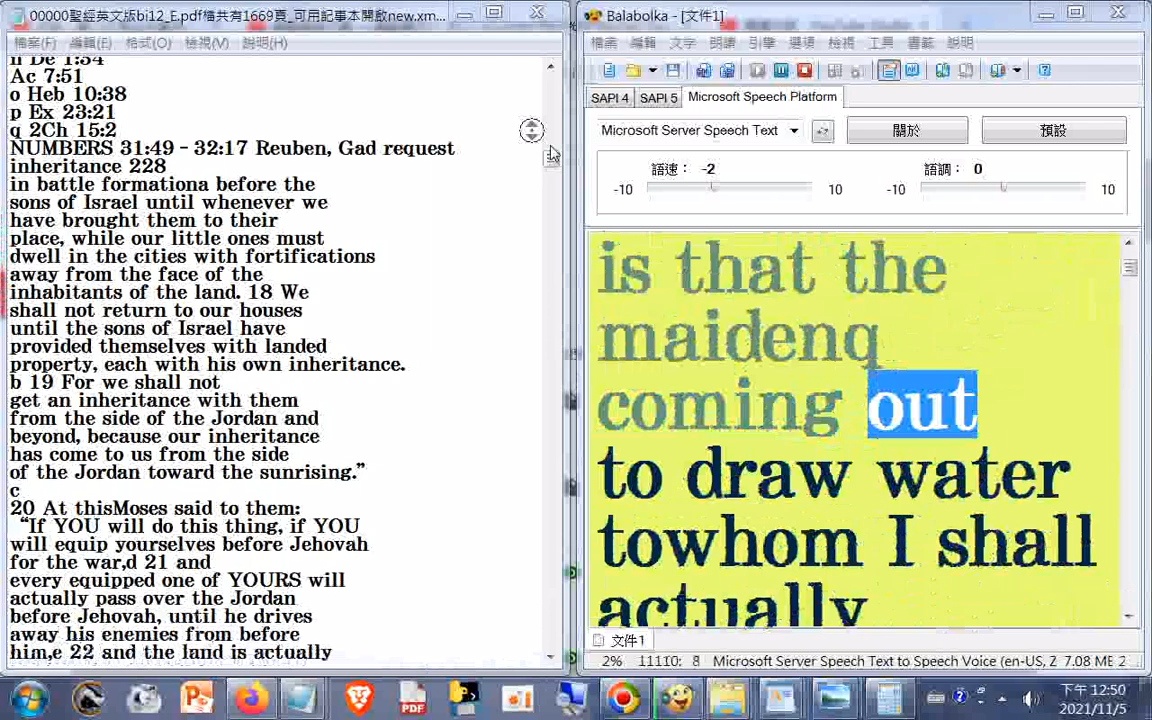 00000聖經英文版bi12_E.pdf檔共有1669頁_可用記事本開啟new.xm...
檔案(F) 編輯(E) 格式(O) 檢視(V) 說明(H)
n De 1:34
Ac 7:51
o Heb 10:38
p Ex 23:21
q 2Ch 15:2
NUMBERS 31:49 – 32:17 Reuben, Gad request
inheritance 228
in battle formationa before the
sons of Israel until whenever we
have brought them to their
place, while our little ones must
dwell in the cities with fortifications
away from the face of the
inhabitants of the land. 18 We
shall not return to our houses
until the sons of Israel have
provided themselves with landed
property, each with his own inheritance.
b 19 For we shall not
get an inheritance with them
from the side of the Jordan and
beyond, because our inheritance
has come to us from the side
of the Jordan toward the sunrising.”
c
20 At thisMoses said to them:
“If YOU will do this thing, if YOU
will equip yourselves before Jehovah
for the war,d 21 and
every equipped one of YOURS will
actually pass over the Jordan
before Jehovah, until he drives
away his enemies from before
him,e 22 and the land is actually
Balabolka - [文件1]
檔案 編輯 文字 朗讀 引擎 選項 檢視 工具 書籤 說明
SAPI 4 SAPI 5 Microsoft Speech Platform
Microsoft Server Speech Text 關於 預設
語速： -2 語調： 0
-10 10 -10 10
is that the
maidenq
coming out
to draw water
towhom I shall
actually
文件1
2% 11110: 8 Microsoft Server Speech Text to Speech Voice (en-US, Z 7.08 MB 2
PDF
下午 12:50
2021/11/5